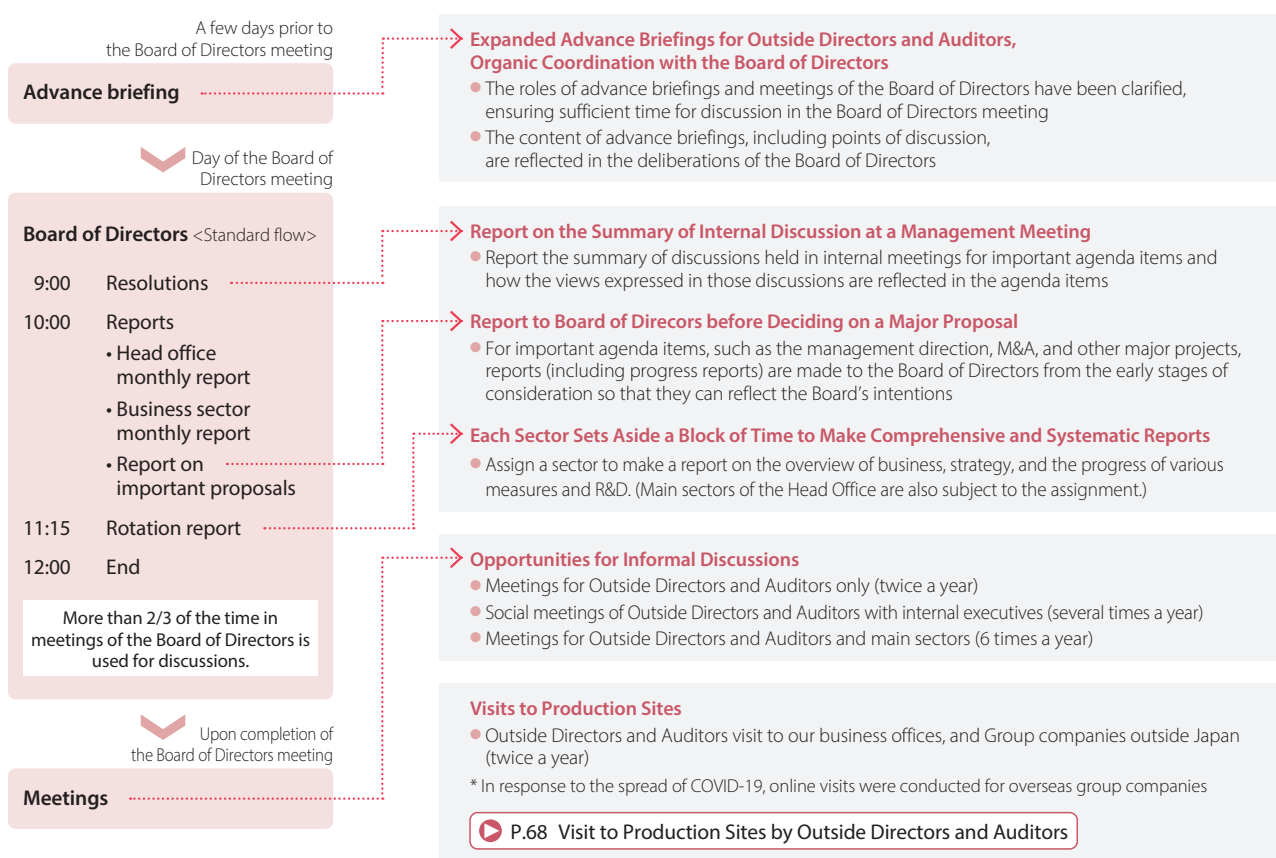 A few days prior to
the Board of Directors meeting
Advance briefing
Day of the Board of
Directors meeting
Board of Directors <Standard flow>
9:00 Resolutions
10:00 Reports
• Head office
monthly report
• Business sector
monthly report
• Report on
important proposals
11:15 Rotation report
12:00 End
More than 2/3 of the time in
meetings of the Board of Directors is
used for discussions.
Upon completion of
the Board of Directors meeting
Meetings
Expanded Advance Briefings for Outside Directors and Auditors,
Organic Coordination with the Board of Directors
● The roles of advance briefings and meetings of the Board of Directors have been clarified,
ensuring sufficient time for discussion in the Board of Directors meeting
● The content of advance briefings, including points of discussion,
are reflected in the deliberations of the Board of Directors
Report on the Summary of Internal Discussion at a Management Meeting
● Report the summary of discussions held in internal meetings for important agenda items and
how the views expressed in those discussions are reflected in the agenda items
Report to Board of Direcors before Deciding on a Major Proposal
● For important agenda items, such as the management direction, M&A, and other major projects,
reports (including progress reports) are made to the Board of Directors from the early stages of
consideration so that they can reflect the Board's intentions
Each Sector Sets Aside a Block of Time to Make Comprehensive and Systematic Reports
● Assign a sector to make a report on the overview of business, strategy, and the progress of various
measures and R&D. (Main sectors of the Head Office are also subject to the assignment.)
Opportunities for Informal Discussions
● Meetings for Outside Directors and Auditors only (twice a year)
● Social meetings of Outside Directors and Auditors with internal executives (several times a year)
● Meetings for Outside Directors and Auditors and main sectors (6 times a year)
Visits to Production Sites
● Outside Directors and Auditors visit to our business offices, and Group companies outside Japan
(twice a year)
* In response to the spread of COVID-19, online visits were conducted for overseas group companies
P.68 Visit to Production Sites by Outside Directors and Auditors